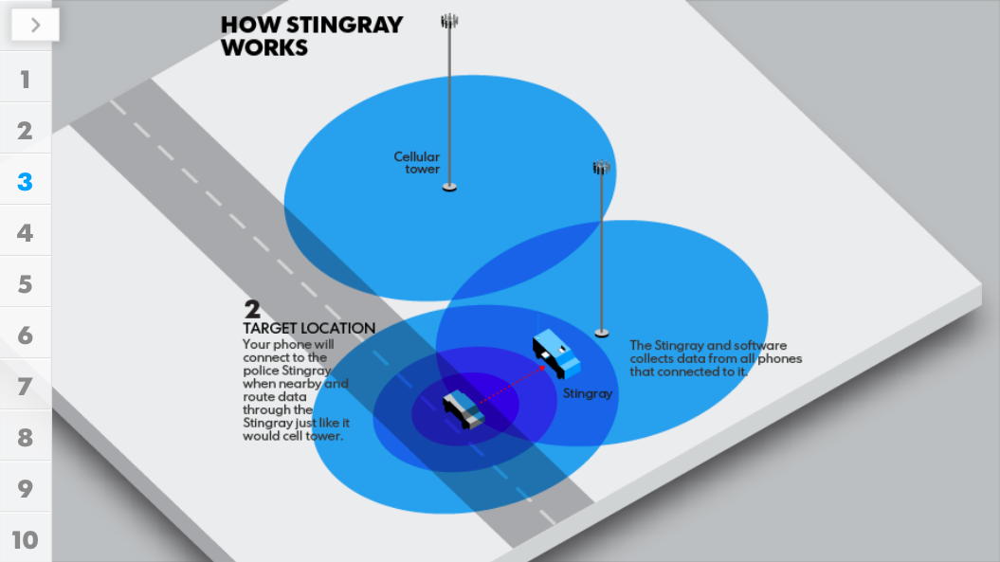 HOW STINGRAY
WORKS
1
2
3
4
5
6
7
8
9
10
Cellular
tower
2
TARGET LOCATION
Your phone will
connect to the
police Stingray
when nearby and
route data
through the
Stingray just like it
would cell tower.
The Stingray and software
collects data from all phones
that connected to it.
Stingray